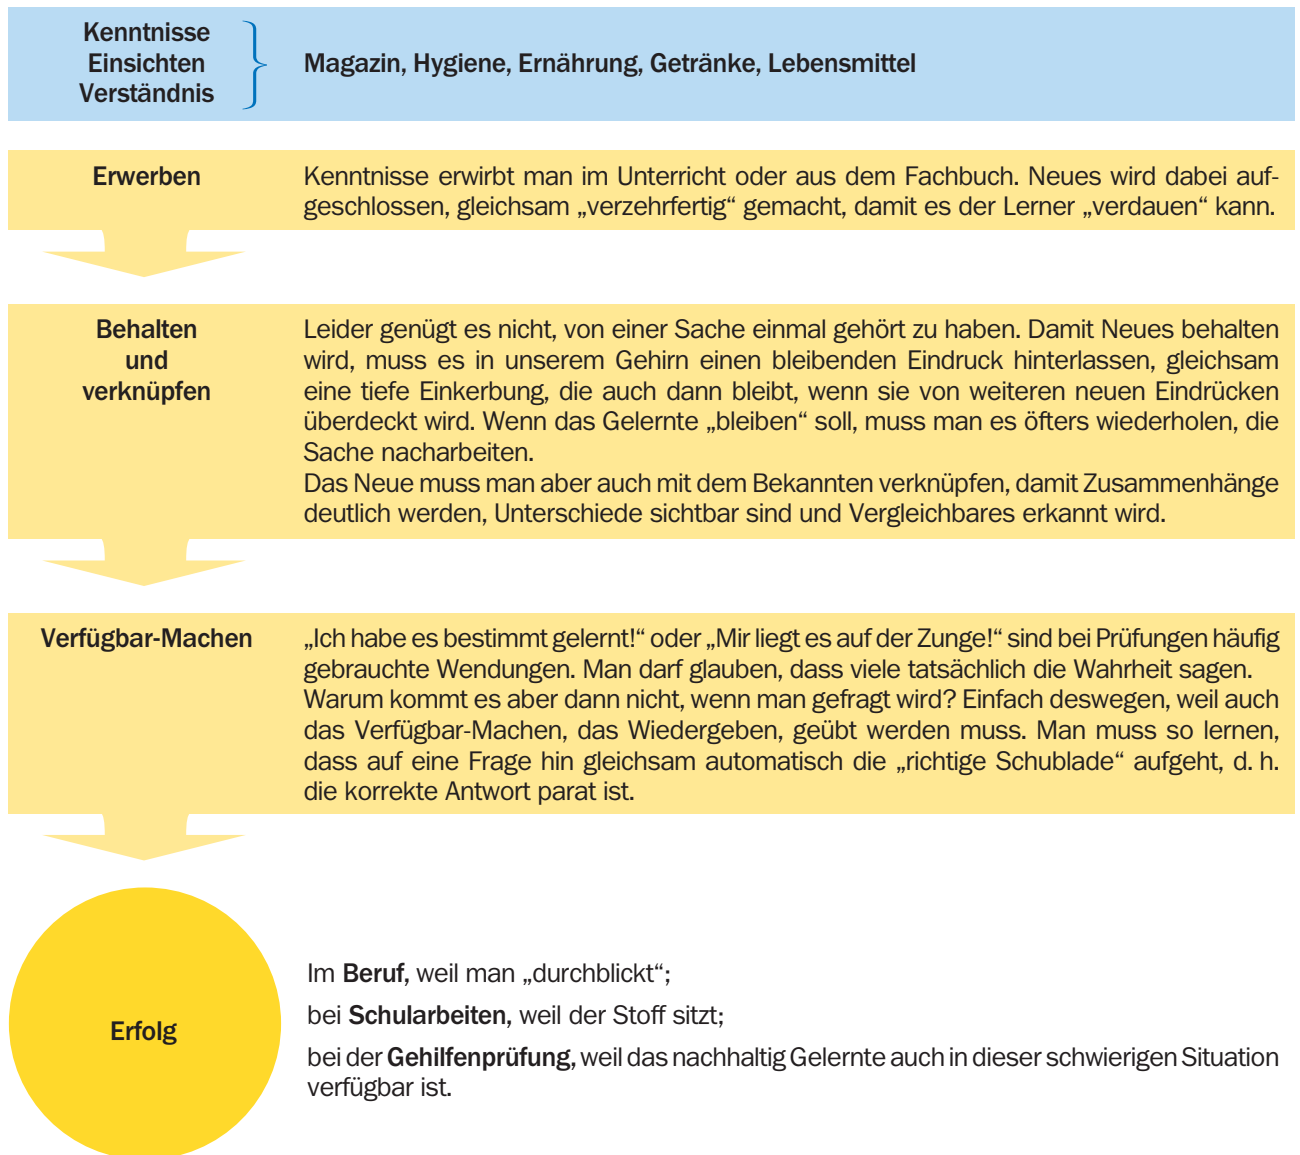 Kenntnisse
Einsichten
Verständnis
Magazin, Hygiene, Ernährung, Getränke, Lebensmittel
Erwerben
Kenntnisse erwirbt man im Unterricht oder aus dem Fachbuch. Neues wird dabei auf-
geschlossen, gleichsam „verzehrfertig“ gemacht, damit es der Lerner „verdauen“ kann.
Behalten
und
verknüpfen
Leider genügt es nicht, von einer Sache einmal gehört zu haben. Damit Neues behalten
wird, muss es in unserem Gehirn einen bleibenden Eindruck hinterlassen, gleichsam
eine tiefe Einkerbung, die auch dann bleibt, wenn sie von weiteren neuen Eindrücken
überdeckt wird. Wenn das Gelernte „bleiben“ soll, muss man es öfters wiederholen, die
Sache nacharbeiten.
Das Neue muss man aber auch mit dem Bekannten verknüpfen, damit Zusammenhänge
deutlich werden, Unterschiede sichtbar sind und Vergleichbares erkannt wird.
Verfügbar-Machen
„Ich habe es bestimmt gelernt!“ oder „Mir liegt es auf der Zunge!“ sind bei Prüfungen häufig
gebrauchte Wendungen. Man darf glauben, dass viele tatsächlich die Wahrheit sagen.
Warum kommt es aber dann nicht, wenn man gefragt wird? Einfach deswegen, weil auch
das Verfügbar-Machen, das Wiedergeben, geübt werden muss. Man muss so lernen,
dass auf eine Frage hin gleichsam automatisch die „richtige Schublade“ aufgeht, d. h.
die korrekte Antwort parat ist.
Erfolg
Im Beruf, weil man „durchblickt“;
bei Schularbeiten, weil der Stoff sitzt;
bei der Gehilfenprüfung, weil das nachhaltig Gelernte auch in dieser schwierigen Situation
verfügbar ist.